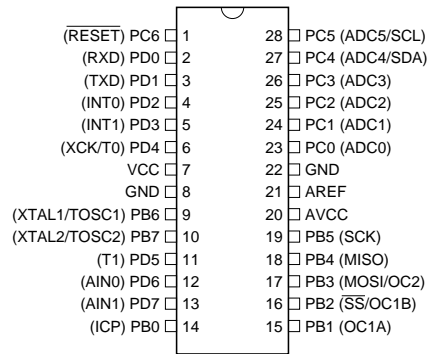 (RESET) PC6 1 28 PC5 (ADC5/SCL)
(RXD) PD0 2 27 PC4 (ADC4/SDA)
(TXD) PD1 3 26 PC3 (ADC3)
(INT0) PD2 4 25 PC2 (ADC2)
(INT1) PD3 5 24 PC1 (ADC1)
(XCK/T0) PD4 6 23 PC0 (ADC0)
VCC 7 22 GND
GND 8 21 AREF
(XTAL1/TOSC1) PB6 9 20 AVCC
(XTAL2/TOSC2) PB7 10 19 PB5 (SCK)
(T1) PD5 11 18 PB4 (MISO)
(AIN0) PD6 12 17 PB3 (MOSI/OC2)
(AIN1) PD7 13 16 PB2 (SS/OC1B)
(ICP) PB0 14 15 PB1 (OC1A)